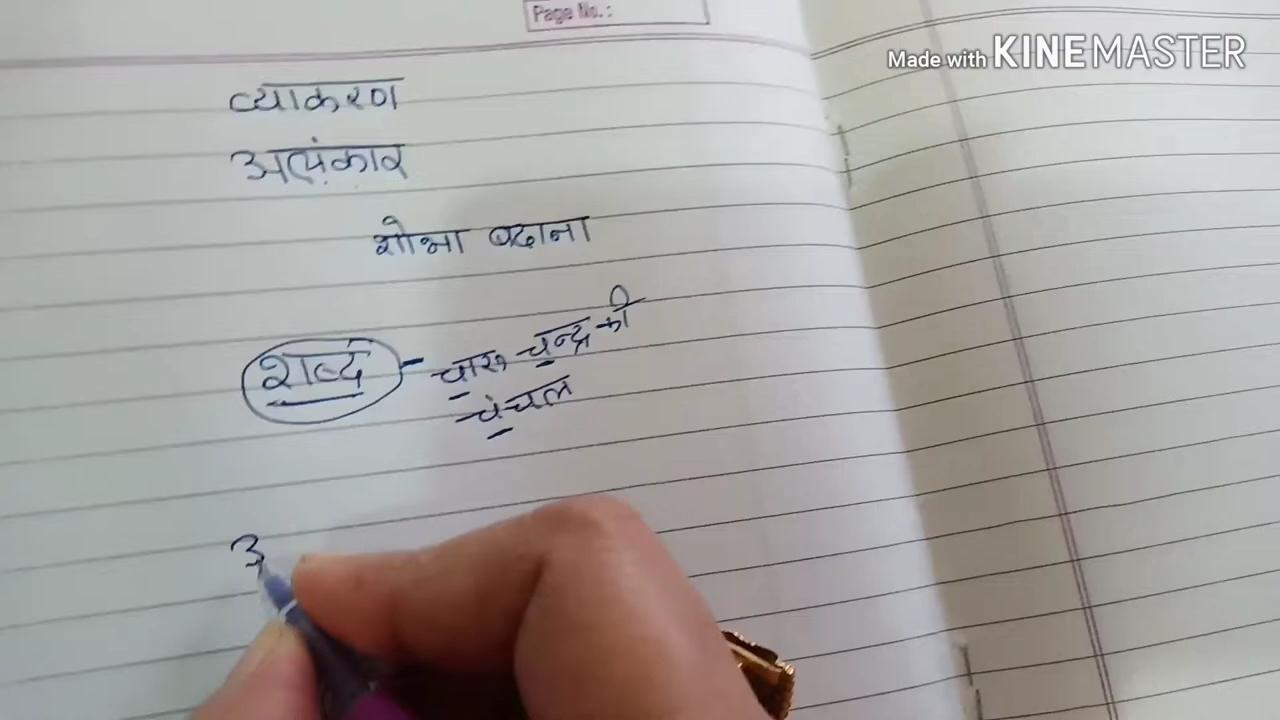 Page No. :
Made with KINEMASTER
व्याकरण
अलंकार
शोभा बढाना
शब्द - चारु चन्द्र की
चंचल